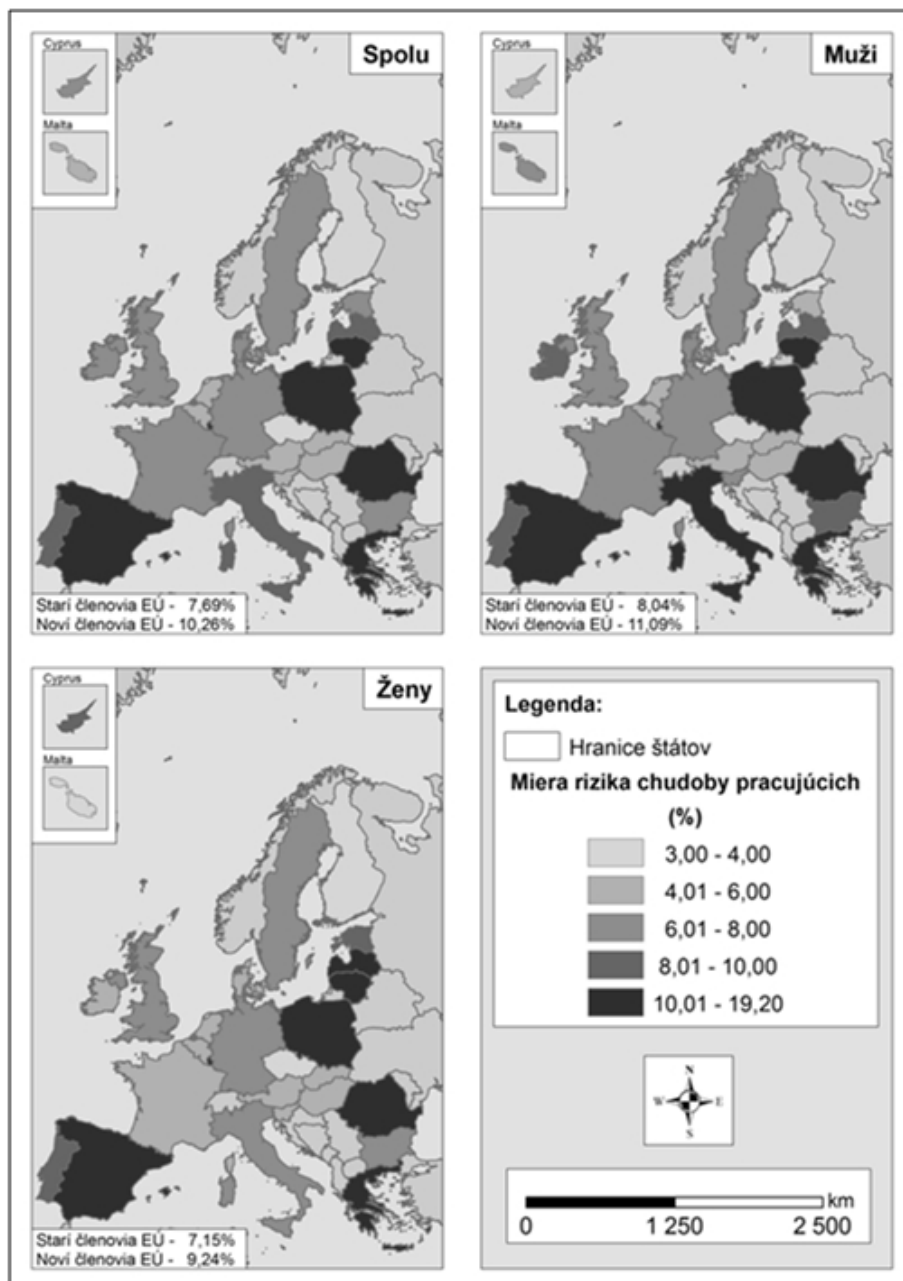 Cyprus
Spolu
Malta
Starí členovia EÚ - 7,69%
Noví členovia EÚ - 10,26%
Cyprus
Muži
Malta
Starí členovia EÚ - 8,04%
Noví členovia EÚ - 11,09%
Cyprus
Ženy
Malta
Starí členovia EÚ - 7,15%
Noví členovia EÚ - 9,24%
Legenda:
Hranice štátov
Miera rizika chudoby pracujúcich
(%)
3,00 - 4,00
4,01 - 6,00
6,01 - 8,00
8,01 - 10,00
10,01 - 19,20
N
W E
S
km
0 1 250 2 500